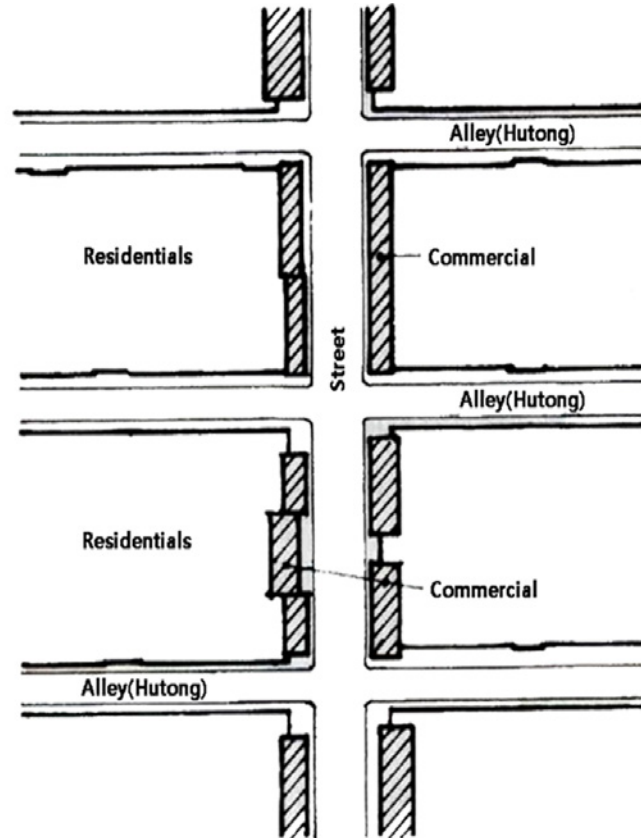 Alley(Hutong)
Residentials
Commercial
Street
Alley(Hutong)
Residentials
Commercial
Alley(Hutong)